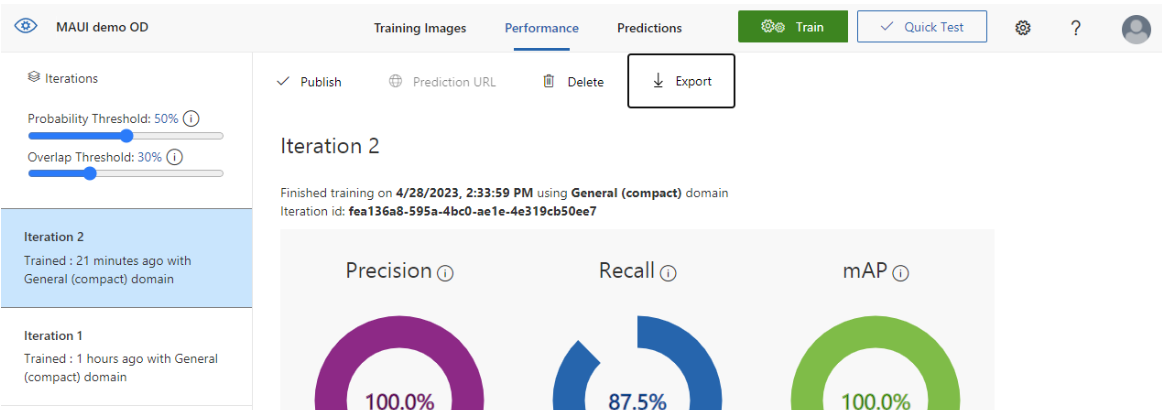 MAUI demo OD
Training Images
Performance
Predictions
Train
Quick Test
?
Iterations
Probability Threshold: 50%
Overlap Threshold: 30%
Iteration 2
Trained : 21 minutes ago with
General (compact) domain
Iteration 1
Trained : 1 hours ago with General
(compact) domain
Publish
Prediction URL
Delete
Export
Iteration 2
Finished training on 4/28/2023, 2:33:59 PM using General (compact) domain
Iteration id: fea136a8-595a-4bc0-ae1e-4e319cb50ee7
Precision
Recall
mAP
100.0%
87.5%
100.0%